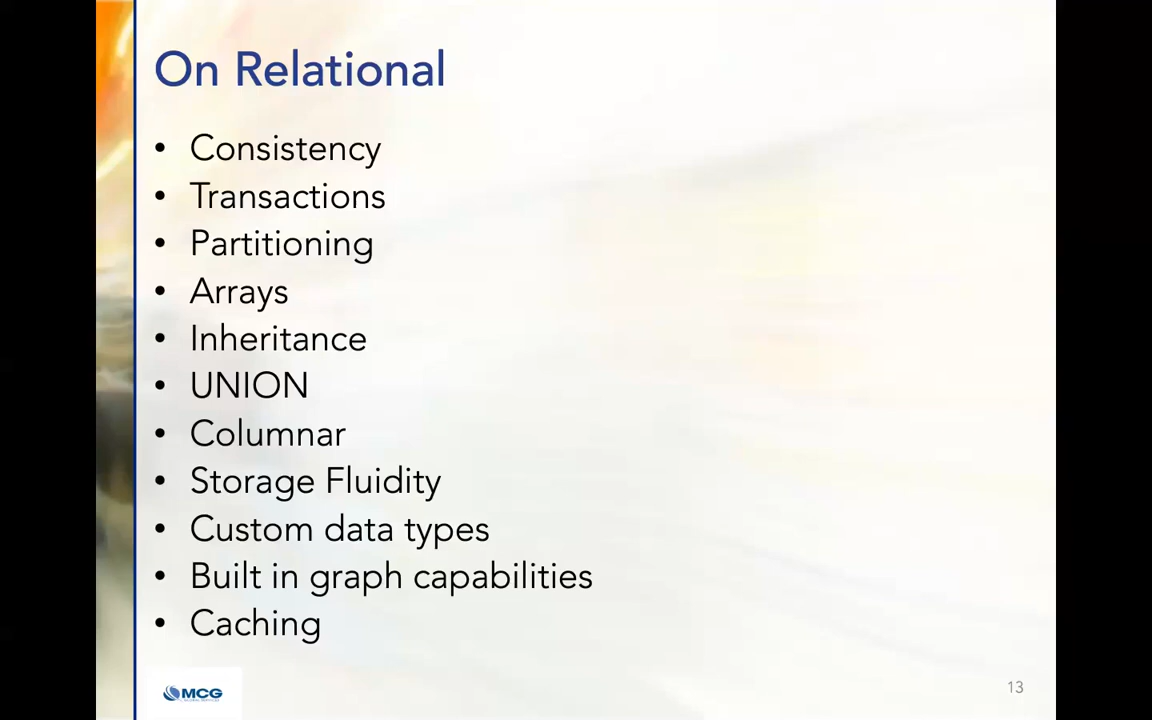 On Relational
• Consistency
• Transactions
• Partitioning
• Arrays
• Inheritance
• UNION
• Columnar
• Storage Fluidity
• Custom data types
• Built in graph capabilities
• Caching
MCG
13